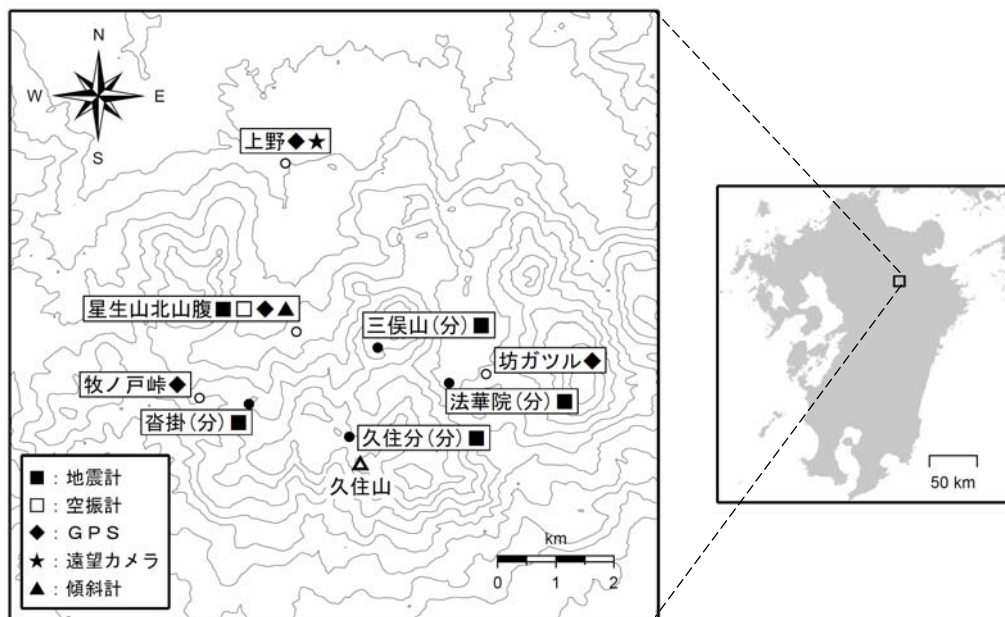 N
W E
S
上野◆★
星生山北山腹■□◆▲
三俣山(分)■
坊ガツル◆
牧ノ戸峠◆
法華院(分)■
沓掛(分)■
久住分(分)■
久住山
■:地震計
□:空振計
◆:GPS
★:遠望カメラ
▲:傾斜計
km
0 1 2
50 km